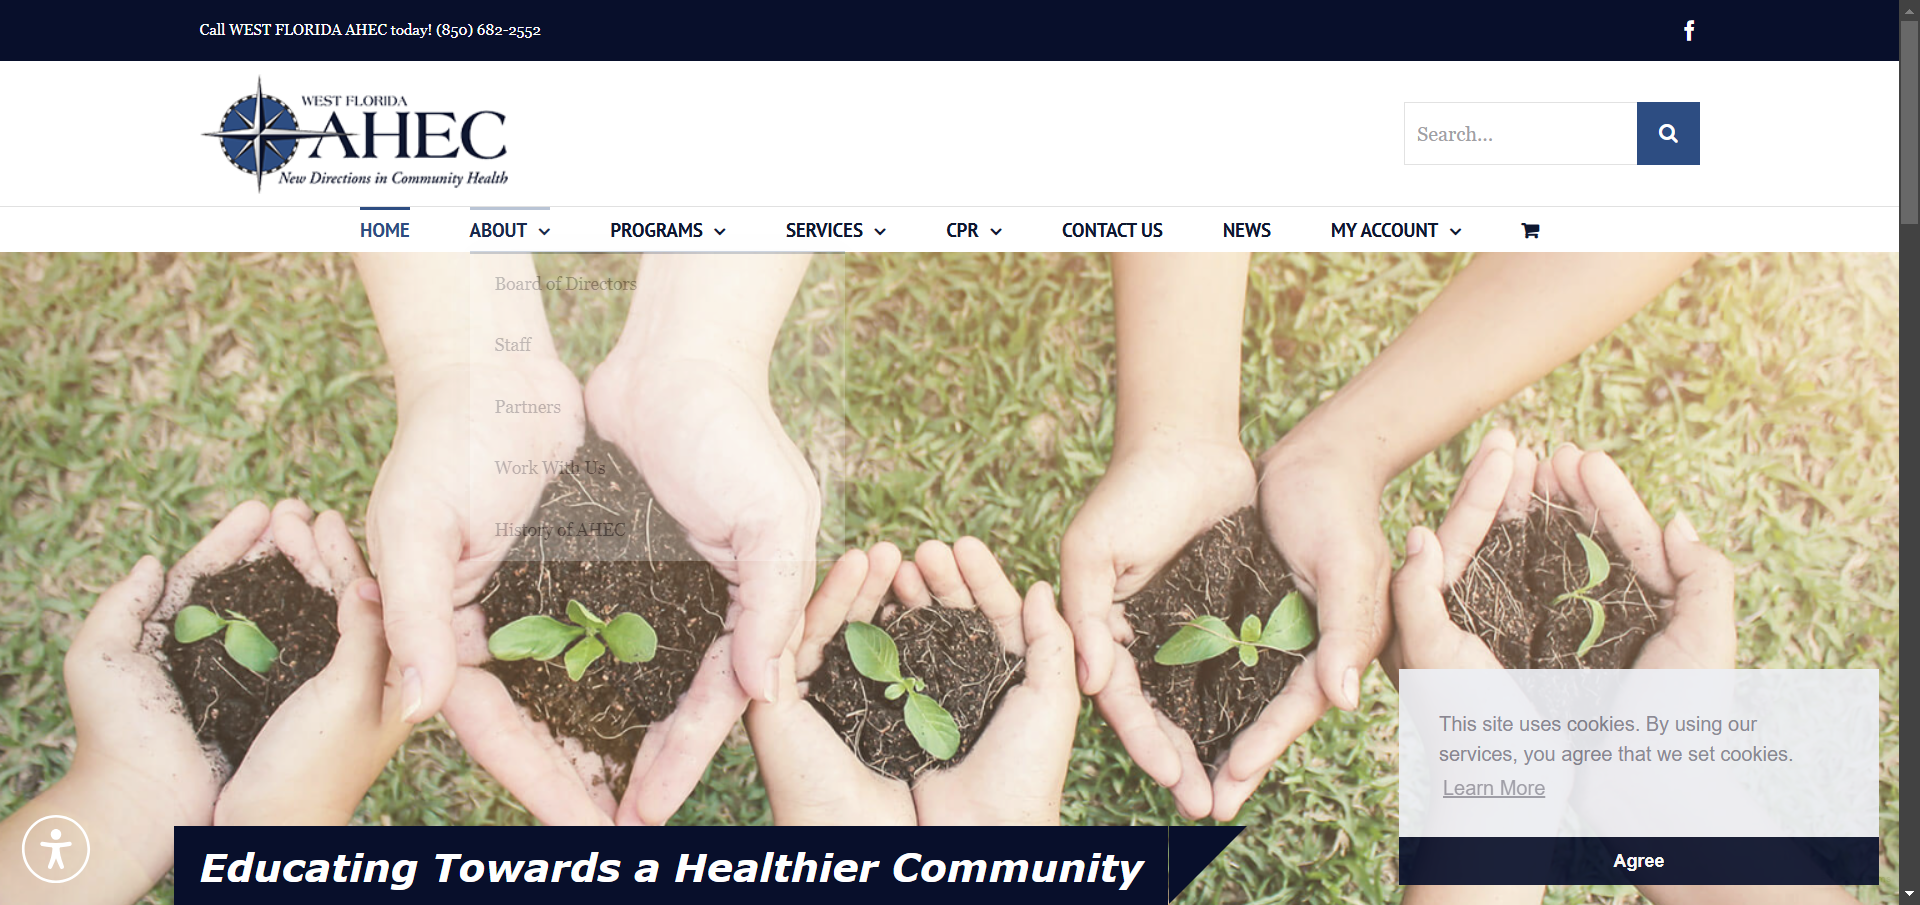 Call WEST FLORIDA AHEC today! (850) 682-2552
WEST FLORIDA
AHEC
New Directions in Community Health
Search...
HOME
ABOUT
PROGRAMS
SERVICES
CPR
CONTACT US
NEWS
MY ACCOUNT
Board of Directors
Staff
Partners
Work With Us
History of AHEC
This site uses cookies. By using our
services, you agree that we set cookies.
Learn More
Agree
Educating Towards a Healthier Community